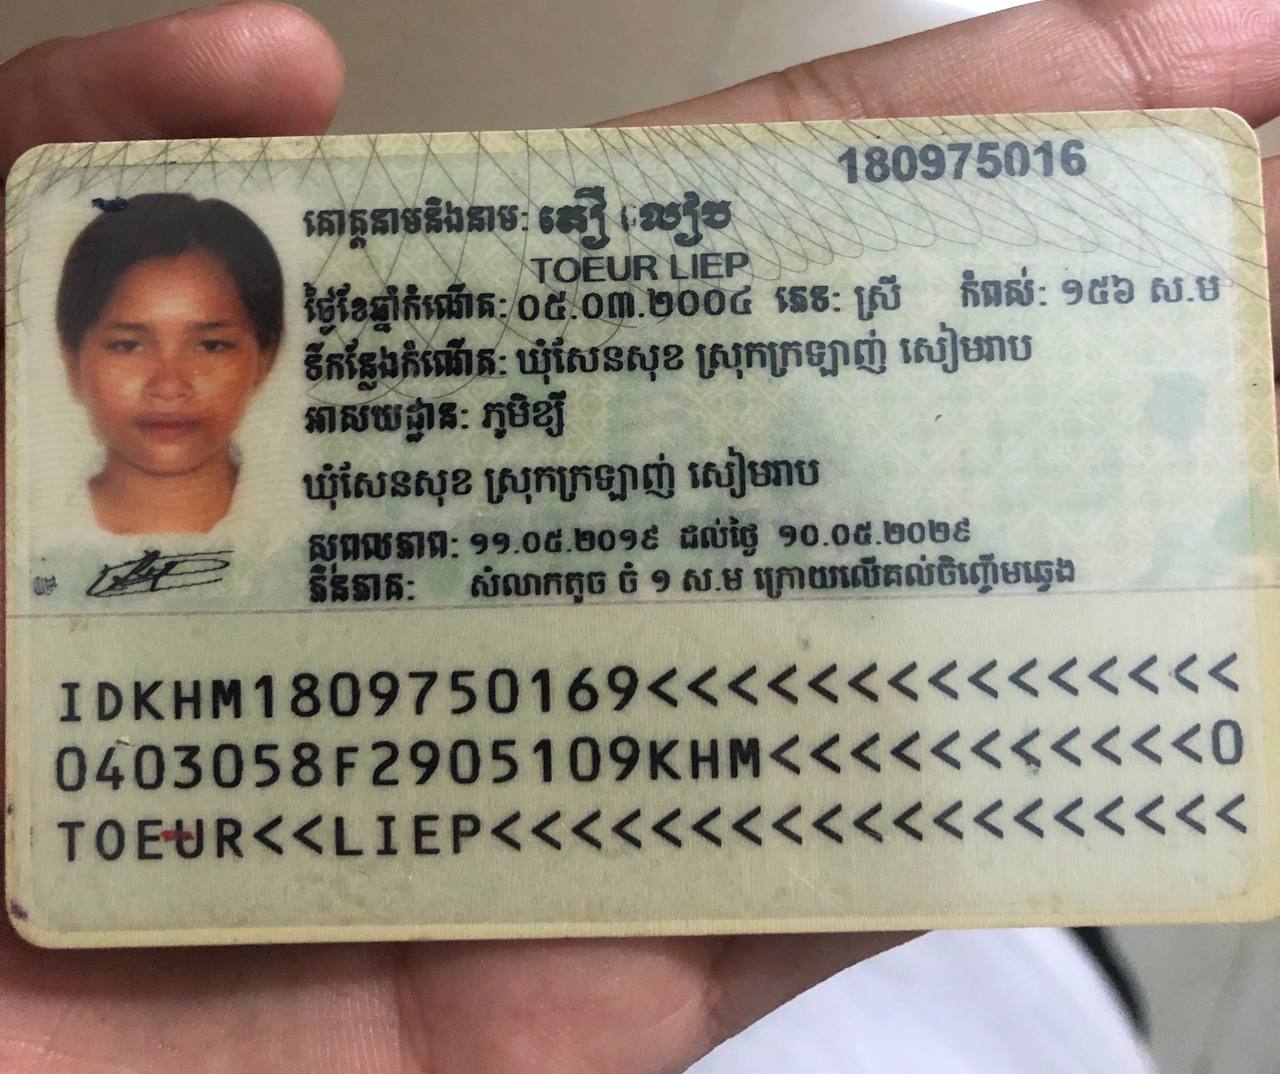 180975016
គោត្តនាមនិងនាម: តឿ លៀប
TOEUR LIEP
ថ្ងៃខែឆ្នាំកំណើត: ០៥.០៣.២០០៤ ភេទ: ស្រី កំពស់: ១៥៦ ស.ម
ទីកន្លែងកំណើត: ឃុំសែនសុខ ស្រុកក្រឡាញ់ សៀមរាប
អាសយដ្ឋាន: ភូមិខ្យឺ
ឃុំសែនសុខ ស្រុកក្រឡាញ់ សៀមរាប
សុពលភាព: ១១.០៥.២០១៩ ដល់ថ្ងៃ ១០.០៥.២០២៩
ភិនភាគ: សំលាកតូច ចំ ១ ស.ម ក្រោយលើគល់ចិញ្ចើមឆ្វេង
IDKHM1809750169<<<<<<<<<<<<<<<
0403058F2905109KHM<<<<<<<<<<<0
TOEUR<<LIEP<<<<<<<<<<<<<<<<<<<